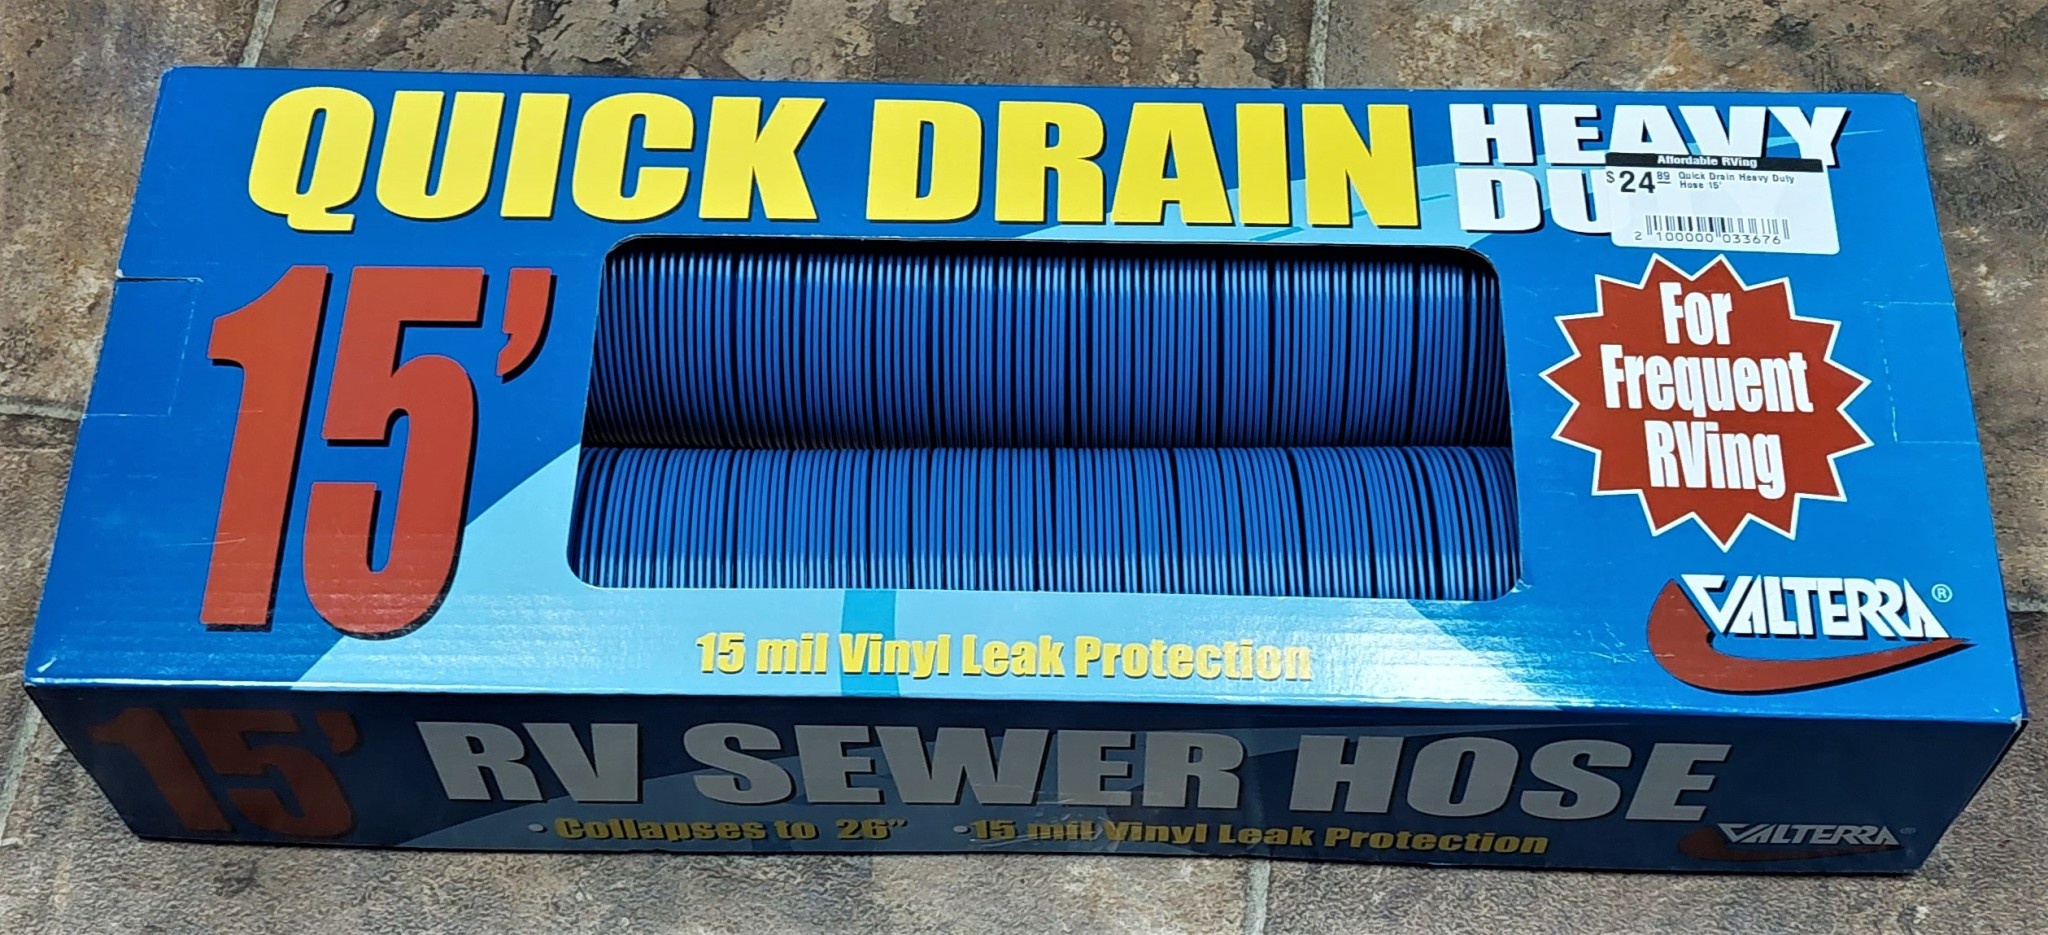 QUICK DRAIN
HEAVY
DU
Affordable RVing
$24 89 Quick Drain Heavy Duty
Hose 15'
2 100000 033676
15'
For
Frequent
RVing
VALTERRA®
15 mil Vinyl Leak Protection
15' RV SEWER HOSE
• Collapses to 26" • 15 mil Vinyl Leak Protection
VALTERRA®